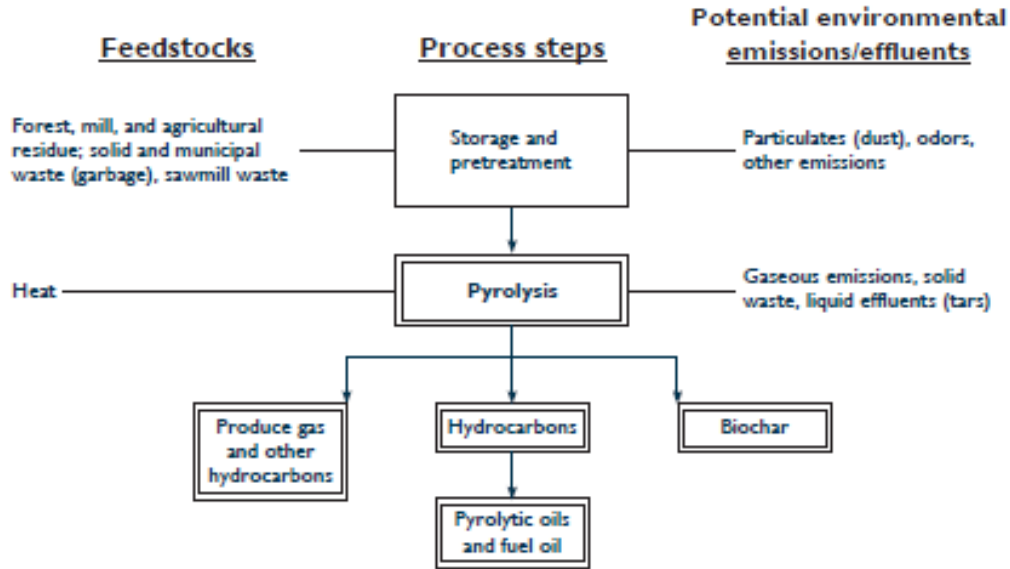 Feedstocks
Process steps
Potential environmental
emissions/effluents
Forest, mill, and agricultural
residue; solid and municipal
waste (garbage), sawmill waste
Storage and
pretreatment
Particulates (dust), odors,
other emissions
Heat
Pyrolysis
Gaseous emissions, solid
waste, liquid effluents (tars)
Produce gas
and other
hydrocarbons
Hydrocarbons
Biochar
Pyrolytic oils
and fuel oil